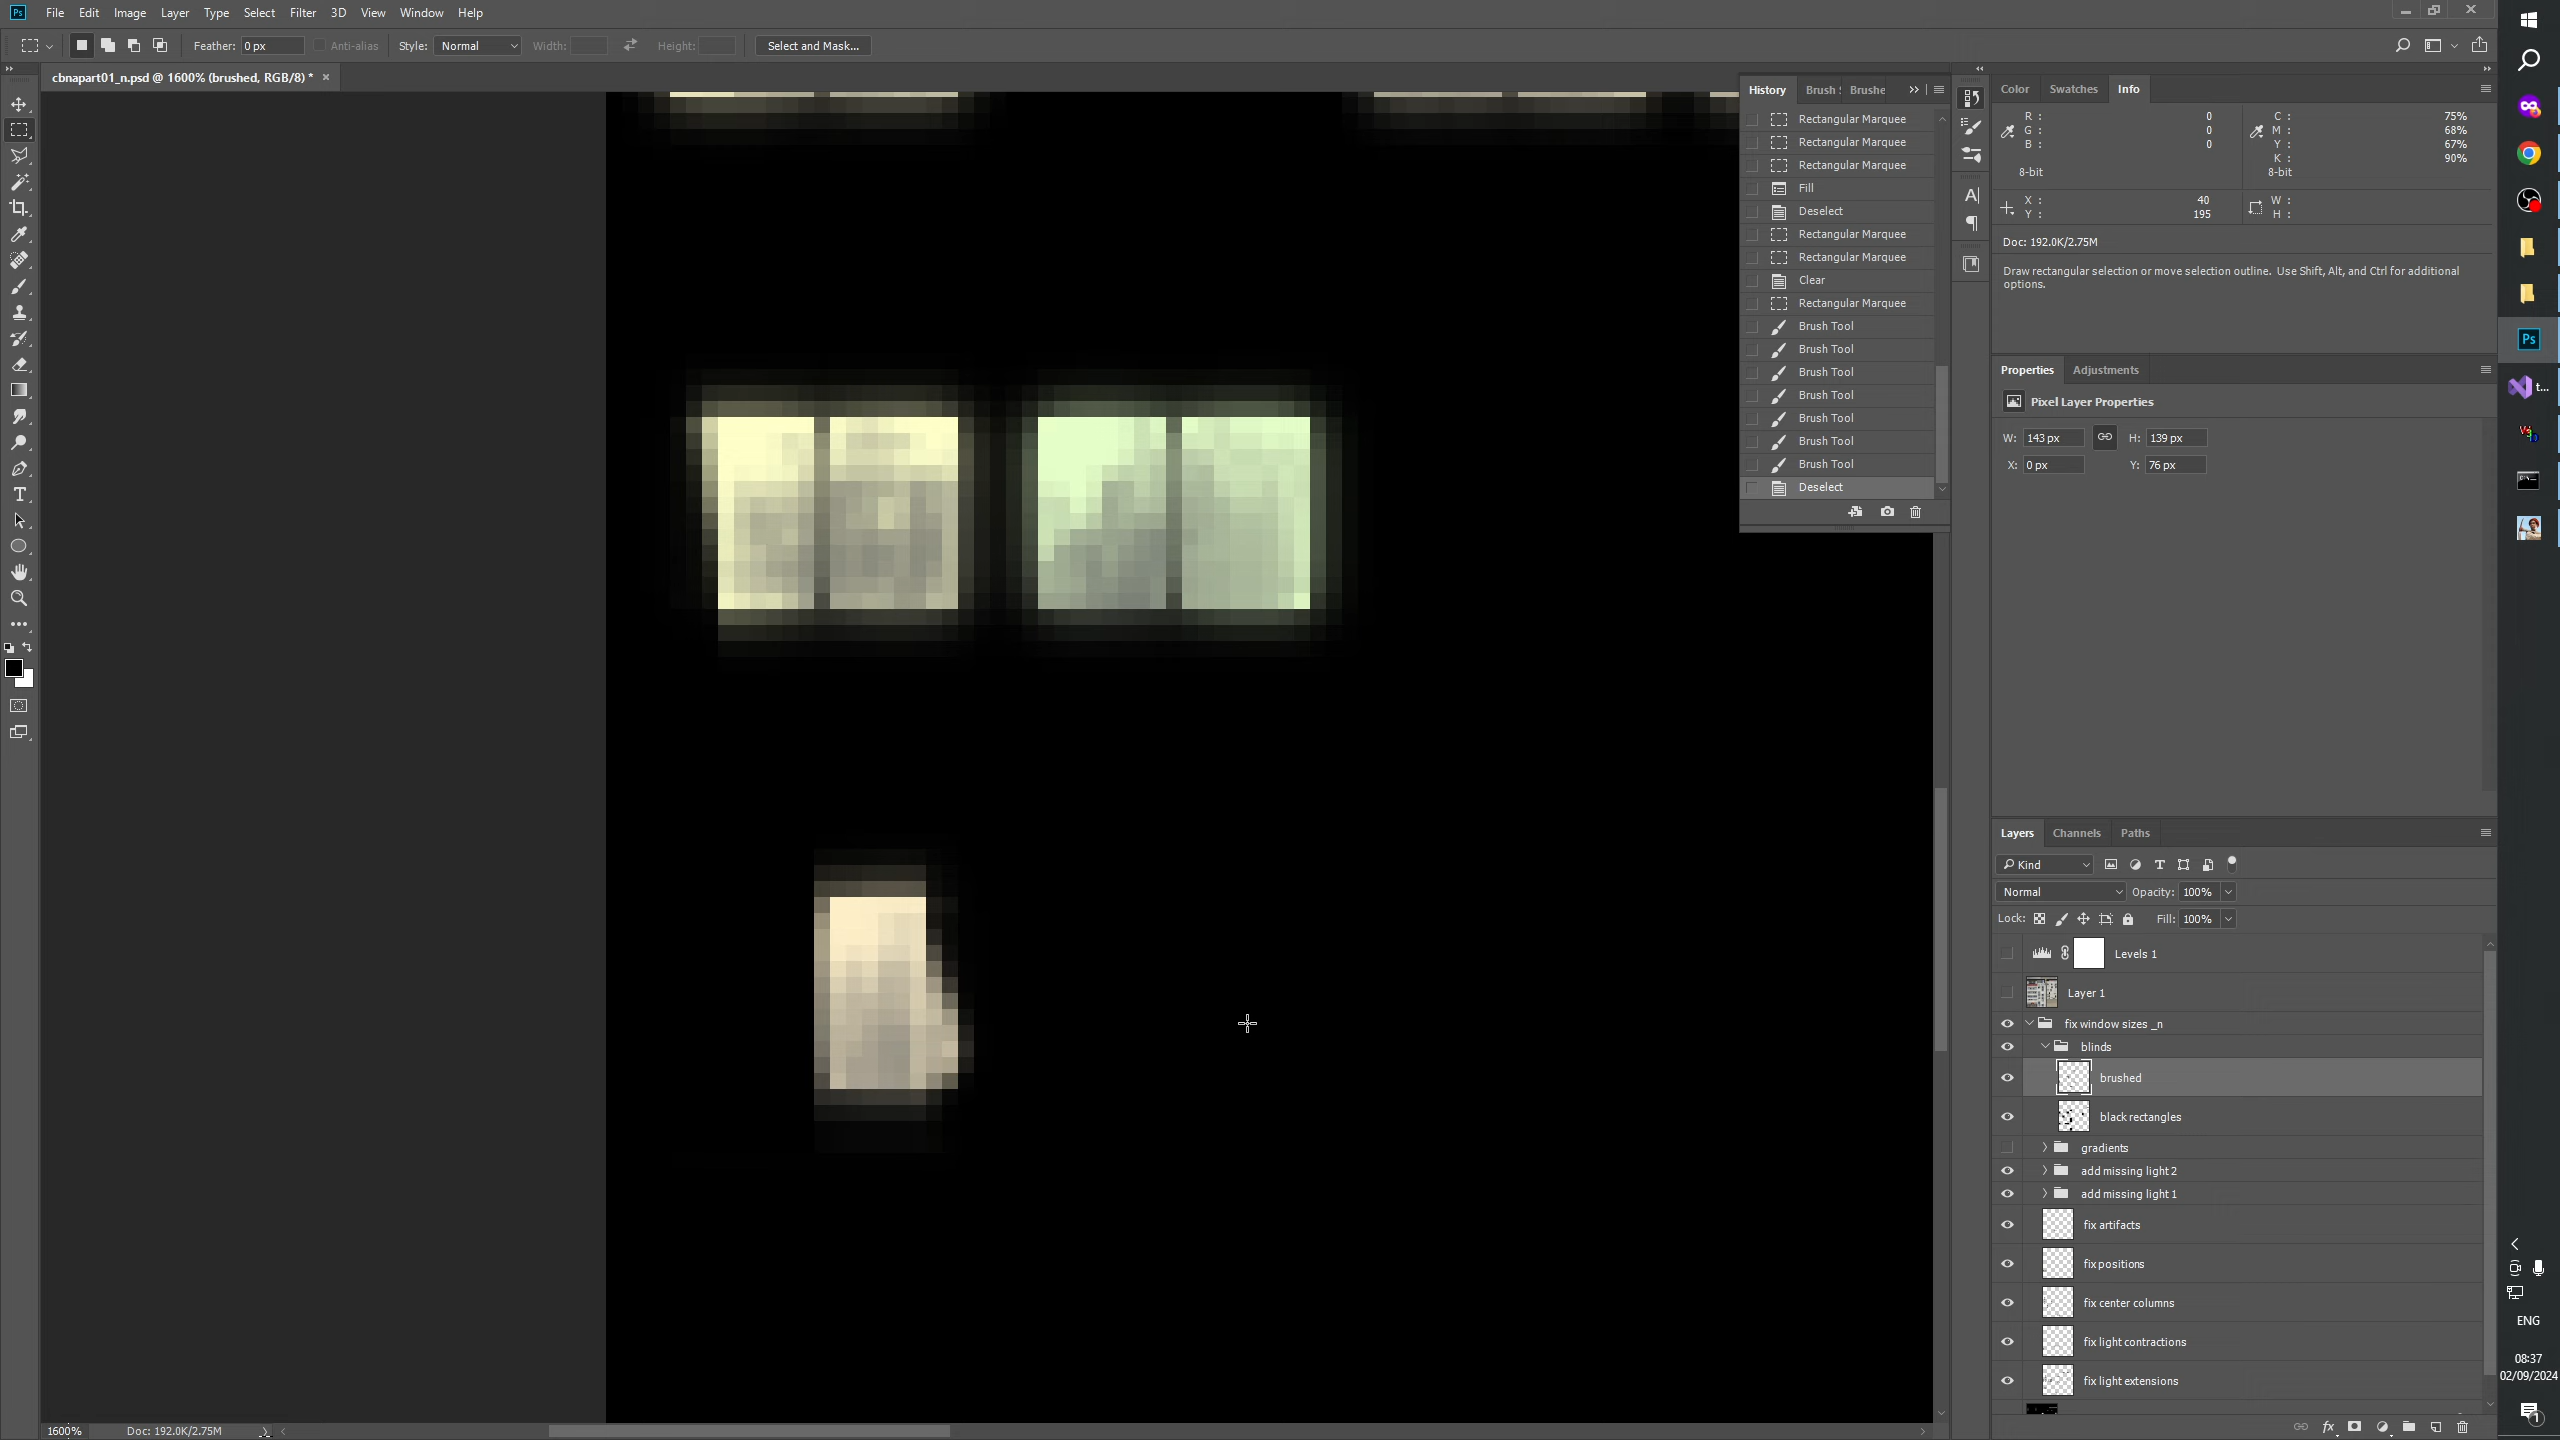 File Edit Image Layer Type Select Filter 3D View Window Help
Feather: 0 px Anti-alias Style: Normal Width: Height: Select and Mask...
cbnapart01_n.psd @ 1600% (brushed, RGB/8) *
History Brush Brushe
Rectangular Marquee
Rectangular Marquee
Rectangular Marquee
Fill
Deselect
Rectangular Marquee
Rectangular Marquee
Clear
Rectangular Marquee
Brush Tool
Brush Tool
Brush Tool
Brush Tool
Brush Tool
Brush Tool
Brush Tool
Deselect
Color Swatches Info
R : 0 C : 75%
G : 0 M : 68%
B : 0 Y : 67%
K : 90%
8-bit 8-bit
X : 40 W :
Y : 195 H :
Doc: 192.0K/2.75M
Draw rectangular selection or move selection outline. Use Shift, Alt, and Ctrl for additional
options.
Properties Adjustments
Pixel Layer Properties
W: 143 px H: 139 px
X: 0 px Y: 76 px
Layers Channels Paths
Kind
Normal Opacity: 100%
Lock: Fill: 100%
Levels 1
Layer 1
fix window sizes _n
blinds
brushed
black rectangles
gradients
add missing light 2
add missing light 1
fix artifacts
fix positions
fix center columns
fix light contractions
fix light extensions
1600% Doc: 192.0K/2.75M
Ps
t...
ENG
08:37
02/09/2024
1